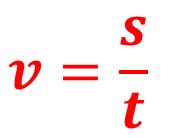 v = s/t